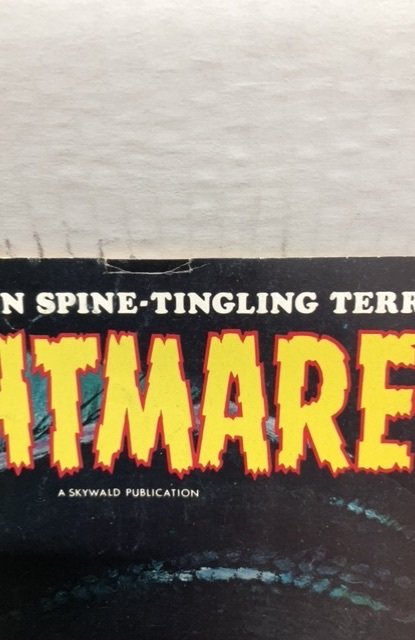 N SPINE-TINGLING TERR
TMARE
A SKYWALD PUBLICATION